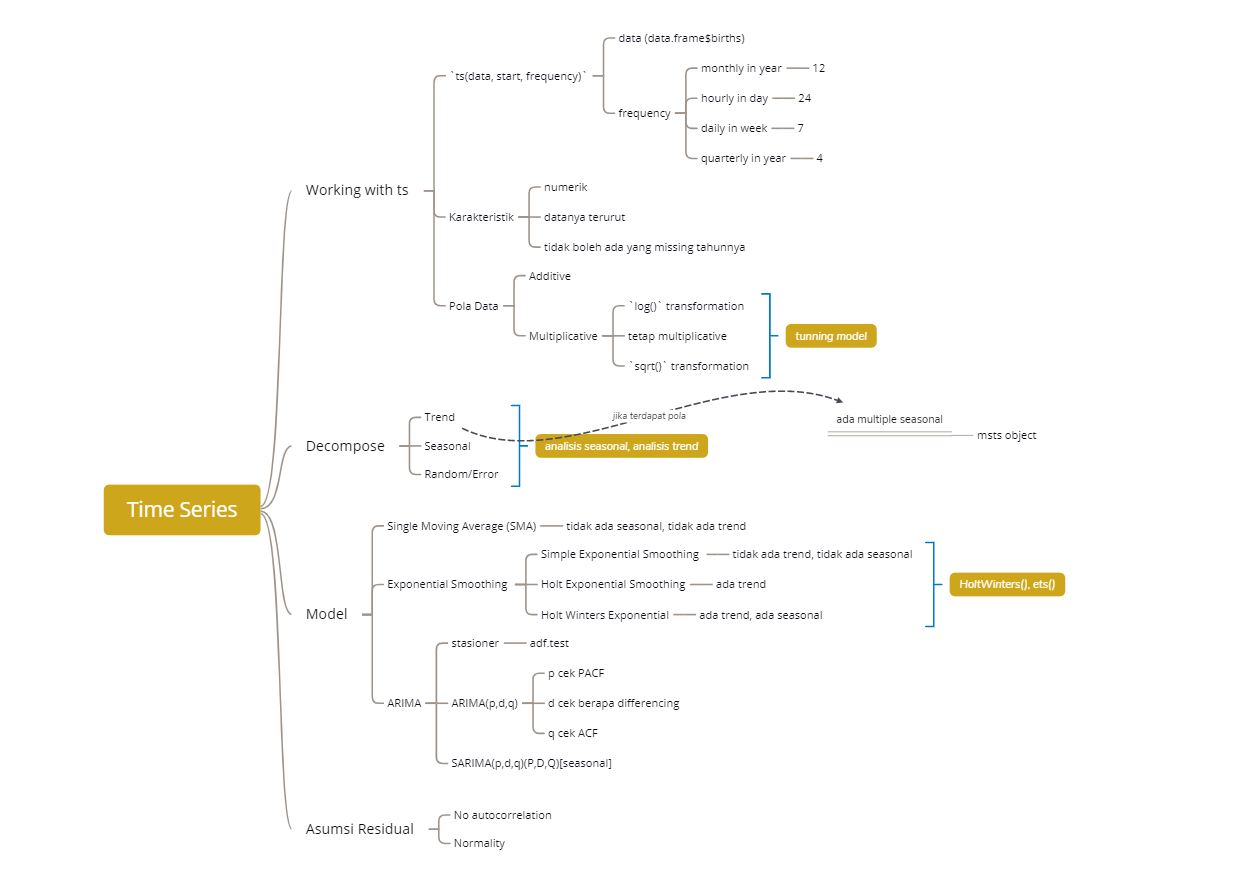 Time Series
Working with ts
`ts(data, start, frequency)`
data (data.frame$births)
frequency
monthly in year
12
hourly in day
24
daily in week
7
quarterly in year
4
Karakteristik
numerik
datanya terurut
tidak boleh ada yang missing tahunnya
Pola Data
Additive
Multiplicative
`log()` transformation
tetap multiplicative
`sqrt()` transformation
tunning model
Decompose
Trend
Seasonal
Random/Error
analisis seasonal, analisis trend
jika terdapat pola
ada multiple seasonal
msts object
Model
Single Moving Average (SMA)
tidak ada seasonal, tidak ada trend
Exponential Smoothing
Simple Exponential Smoothing
tidak ada trend, tidak ada seasonal
Holt Exponential Smoothing
ada trend
Holt Winters Exponential
ada trend, ada seasonal
HoltWinters(), ets()
ARIMA
stasioner
adf.test
ARIMA(p,d,q)
p cek PACF
d cek berapa differencing
q cek ACF
SARIMA(p,d,q)(P,D,Q)[seasonal]
Asumsi Residual
No autocorrelation
Normality